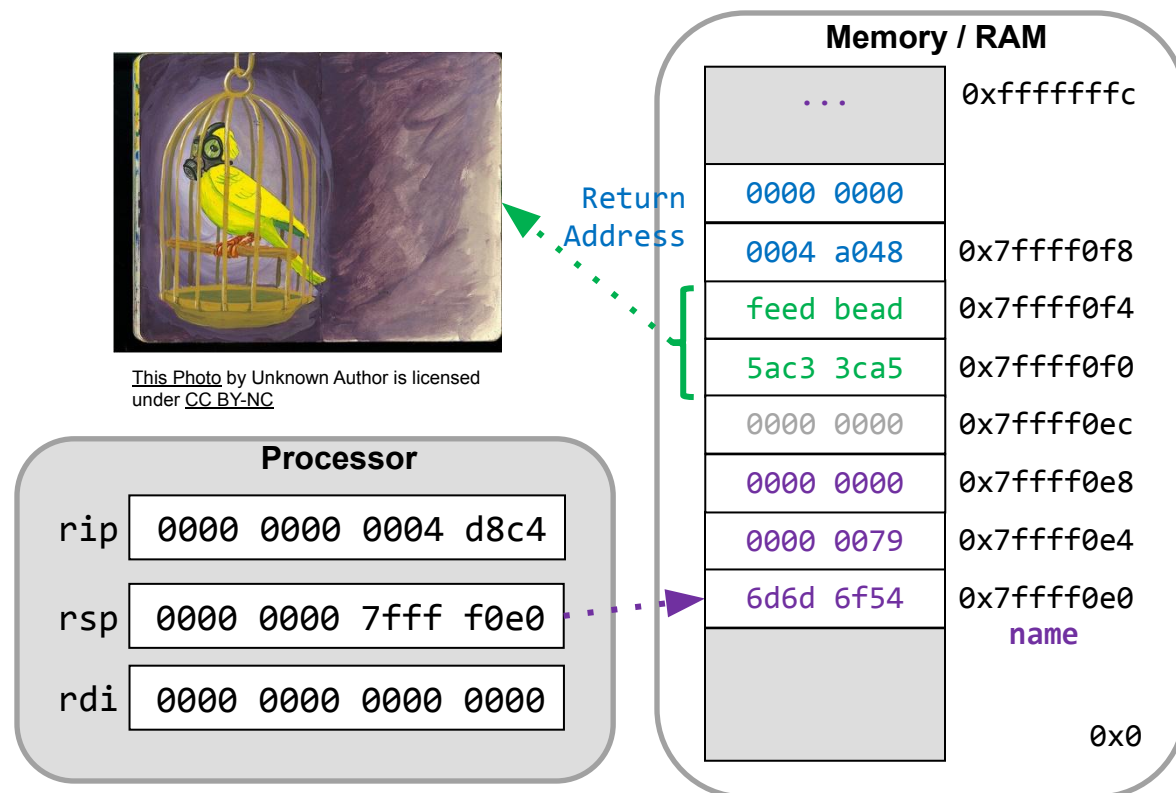 Memory / RAM
... 0xfffffffc
Return
Address
0000 0000
0004 a048 0x7ffff0f8
feed bead 0x7ffff0f4
5ac3 3ca5 0x7ffff0f0
0000 0000 0x7ffff0ec
0000 0000 0x7ffff0e8
0000 0079 0x7ffff0e4
6d6d 6f54 0x7ffff0e0
name
0x0
This Photo by Unknown Author is licensed
under CC BY-NC
Processor
rip 0000 0000 0004 d8c4
rsp 0000 0000 7fff f0e0
rdi 0000 0000 0000 0000